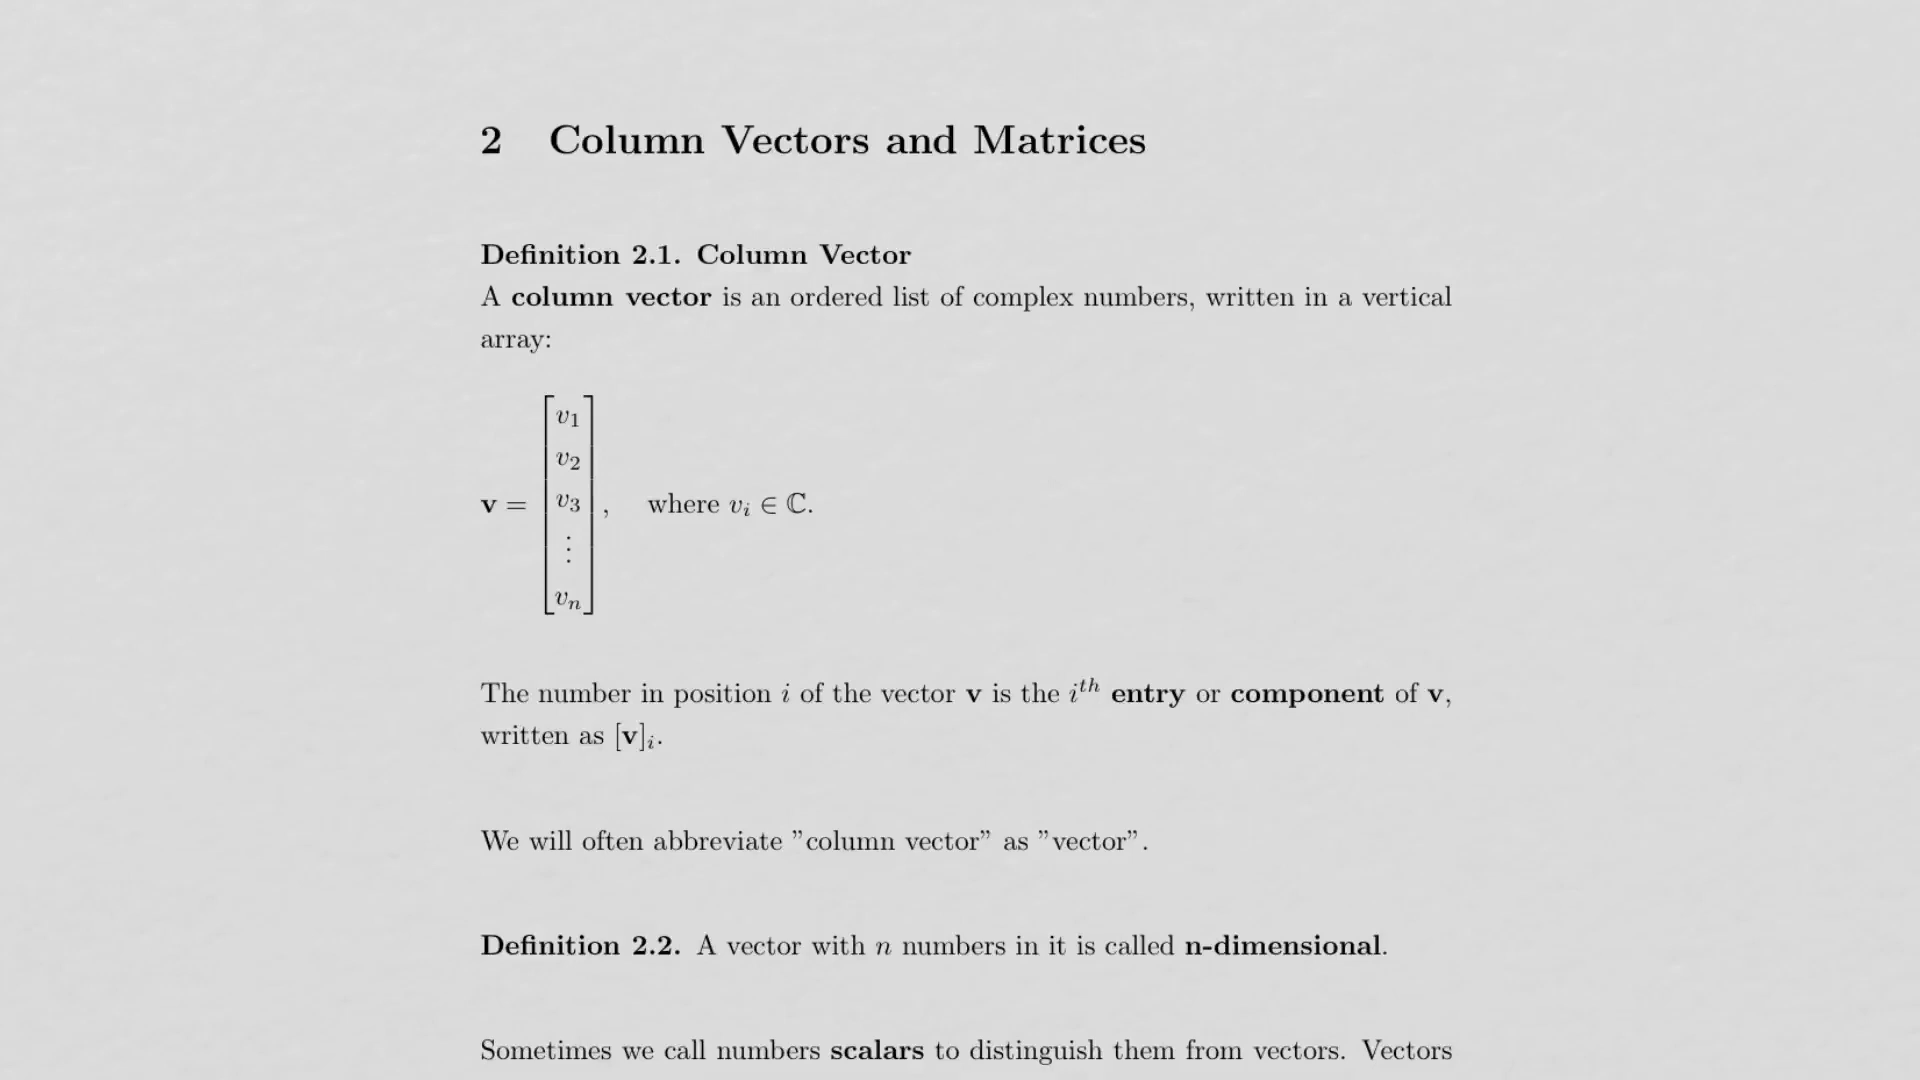 2 Column Vectors and Matrices
Definition 2.1. Column Vector
A column vector is an ordered list of complex numbers, written in a vertical
array:
v = [v₁ v₂ v₃ ⋮ vₙ], where vᵢ ∈ ℂ.
The number in position i of the vector v is the iᵗʰ entry or component of v,
written as [v]ᵢ.
We will often abbreviate ”column vector” as ”vector”.
Definition 2.2. A vector with n numbers in it is called n-dimensional.
Sometimes we call numbers scalars to distinguish them from vectors. Vectors